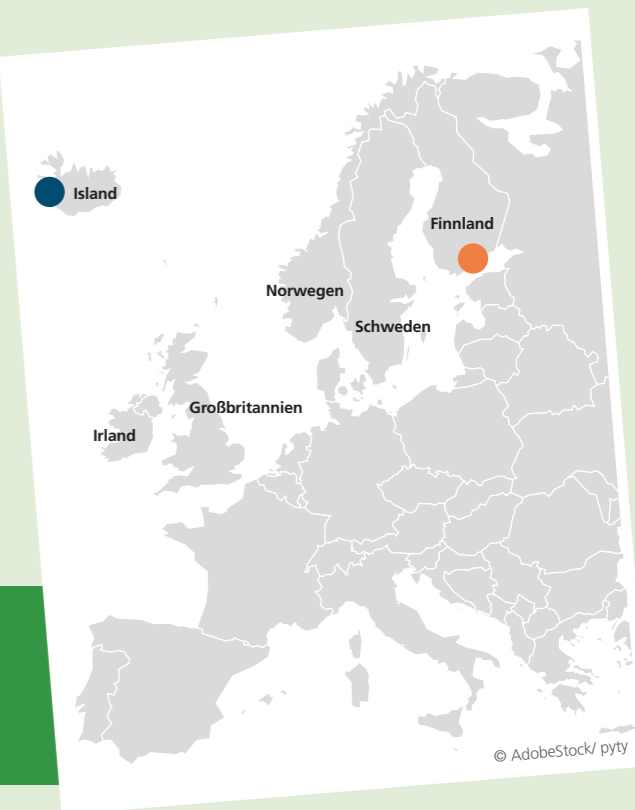 Island
Finnland
Norwegen
Schweden
Großbritannien
Irland
© AdobeStock/ pyty